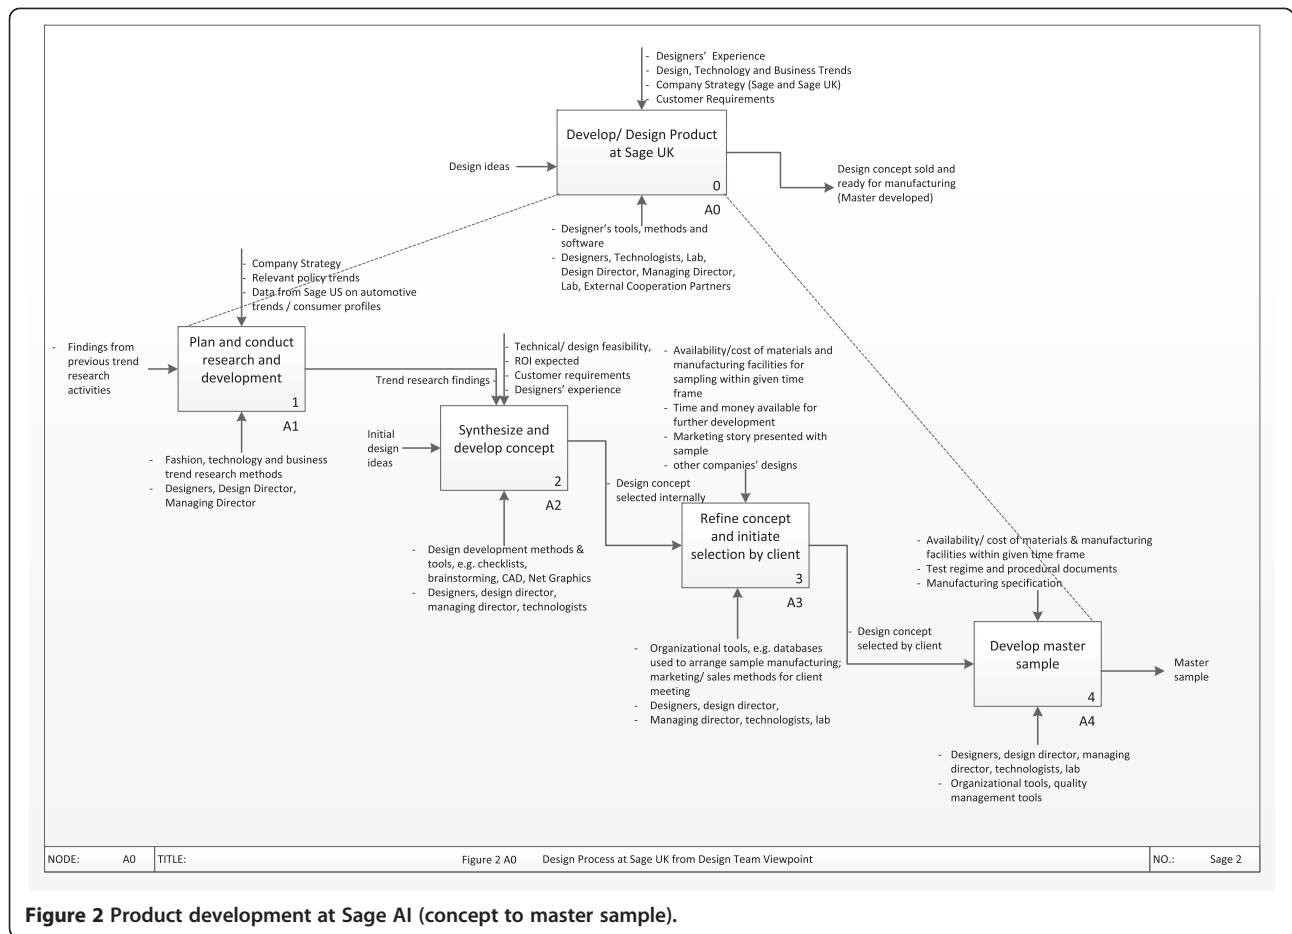 - Designers’ Experience
- Design, Technology and Business Trends
- Company Strategy (Sage and Sage UK)
- Customer Requirements
Develop/ Design Product
at Sage UK
0
A0
Design ideas
Design concept sold and
ready for manufacturing
(Master developed)
- Designer’s tools, methods and
software
- Designers, Technologists, Lab,
Design Director, Managing Director,
Lab, External Cooperation Partners
- Company Strategy
- Relevant policy trends
- Data from Sage US on automotive
trends / consumer profiles
- Findings from
previous trend
research
activities
Plan and conduct
research and
development
1
A1
- Fashion, technology and business
trend research methods
- Designers, Design Director,
Managing Director
Trend research findings
- Technical/ design feasibility,
- ROI expected
- Customer requirements
- Designers’ experience
Initial
design
ideas
Synthesize and
develop concept
2
A2
- Design development methods &
tools, e.g. checklists,
brainstorming, CAD, Net Graphics
- Designers, design director,
managing director, technologists
- Design concept
selected internally
- Availability/cost of materials and
manufacturing facilities for
sampling within given time
frame
- Time and money available for
further development
- Marketing story presented with
sample
- other companies’ designs
Refine concept
and initiate
selection by client
3
A3
- Organizational tools, e.g. databases
used to arrange sample manufacturing;
marketing/ sales methods for client
meeting
- Designers, design director,
- Managing director, technologists, lab
- Design concept
selected by client
- Availability/ cost of materials & manufacturing
facilities within given time frame
- Test regime and procedural documents
- Manufacturing specification
Develop master
sample
4
A4
Master
sample
- Designers, design director, managing
director, technologists, lab
- Organizational tools, quality
management tools
NODE: A0 TITLE: Figure 2 A0 Design Process at Sage UK from Design Team Viewpoint NO.: Sage 2
Figure 2 Product development at Sage AI (concept to master sample).